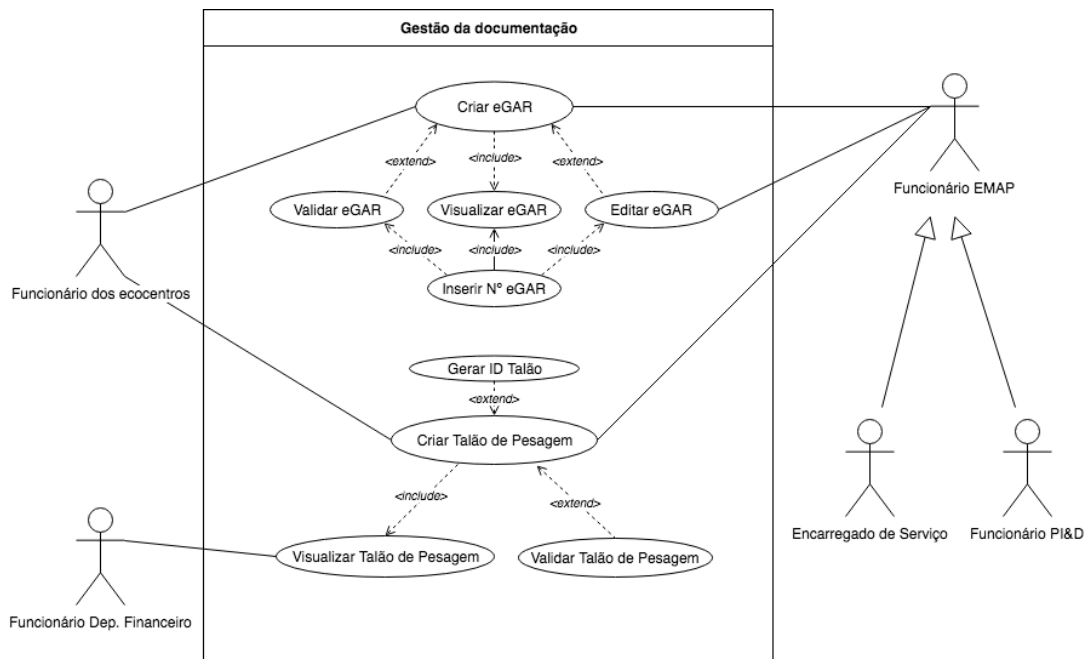 Gestão da documentação
Criar eGAR
<extend>
<include>
<extend>
Funcionário EMAP
Validar eGAR
Visualizar eGAR
Editar eGAR
<include>
<include>
<include>
Funcionário dos ecocentros
Inserir Nº eGAR
Gerar ID Talão
<extend>
Criar Talão de Pesagem
<include>
<extend>
Encarregado de Serviço
Funcionário PI&D
Visualizar Talão de Pesagem
Validar Talão de Pesagem
Funcionário Dep. Financeiro